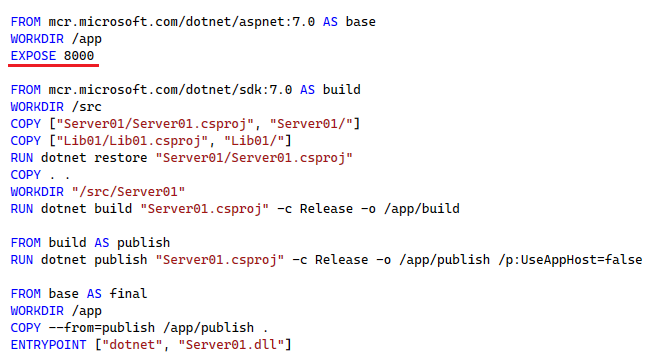 FROM mcr.microsoft.com/dotnet/aspnet:7.0 AS base
WORKDIR /app
EXPOSE 8000
FROM mcr.microsoft.com/dotnet/sdk:7.0 AS build
WORKDIR /src
COPY ["Server01/Server01.csproj", "Server01/"]
COPY ["Lib01/Lib01.csproj", "Lib01/"]
RUN dotnet restore "Server01/Server01.csproj"
COPY . .
WORKDIR "/src/Server01"
RUN dotnet build "Server01.csproj" -c Release -o /app/build
FROM build AS publish
RUN dotnet publish "Server01.csproj" -c Release -o /app/publish /p:UseAppHost=false
FROM base AS final
WORKDIR /app
COPY --from=publish /app/publish .
ENTRYPOINT ["dotnet", "Server01.dll"]